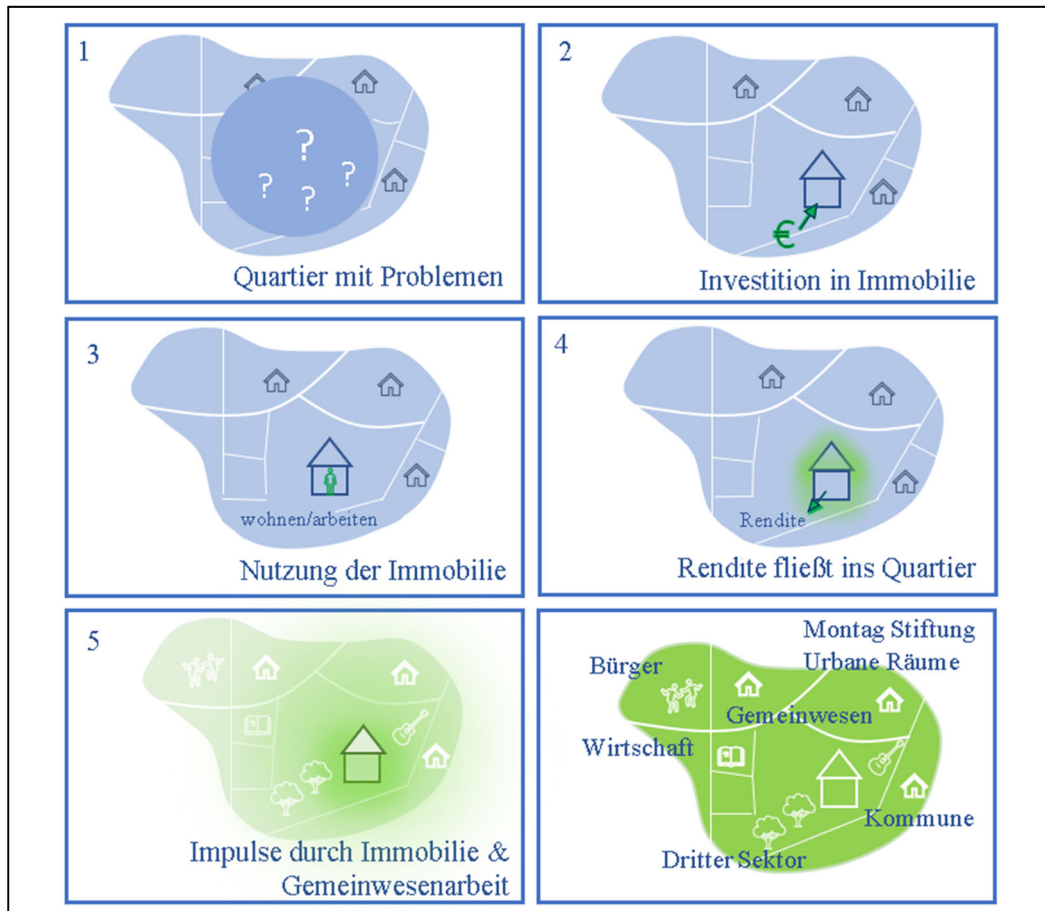 1
?
?
?
?
Quartier mit Problemen
2
€
Investition in Immobilie
3
wohnen/arbeiten
Nutzung der Immobilie
4
Rendite
Rendite fließt ins Quartier
5
Impulse durch Immobilie &
Gemeinwesenarbeit
Montag Stiftung
Urbane Räume
Bürger
Gemeinwesen
Wirtschaft
Kommune
Dritter Sektor